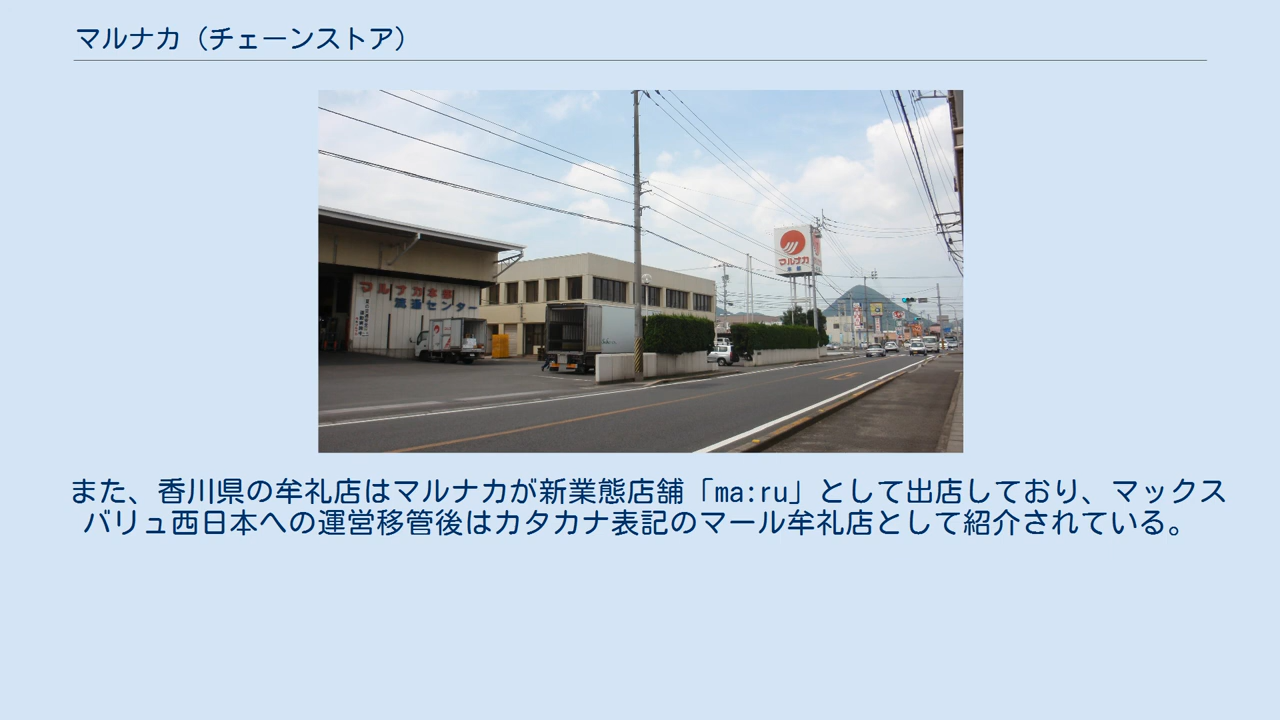 マルナカ（チェーンストア）
マルナカ
本部
マルナカ本部
流通センター
また、香川県の牟礼店はマルナカが新業態店舗「ma:ru」として出店しており、マックス
バリュ西日本への運営移管後はカタカナ表記のマール牟礼店として紹介されている。